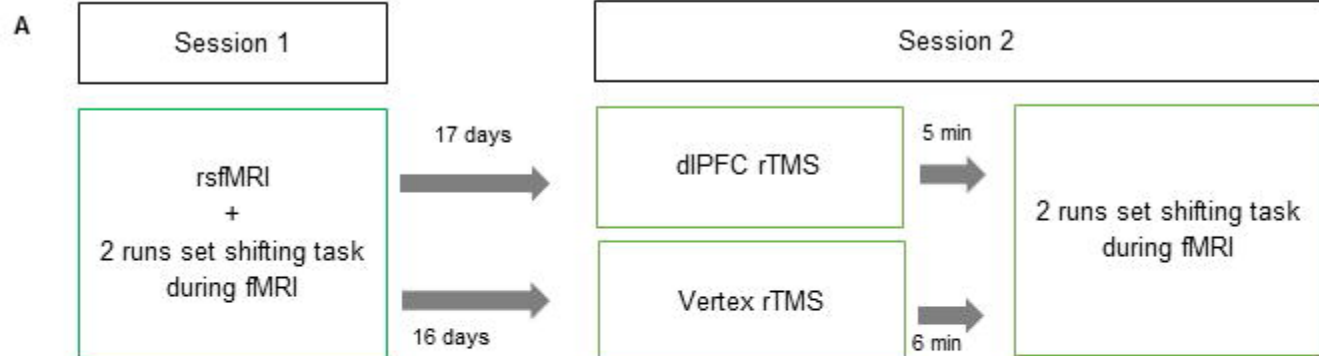 A
Session 1
Session 2
rsfMRI
+
2 runs set shifting task
during fMRI
17 days
16 days
dlPFC rTMS
Vertex rTMS
5 min
6 min
2 runs set shifting task
during fMRI